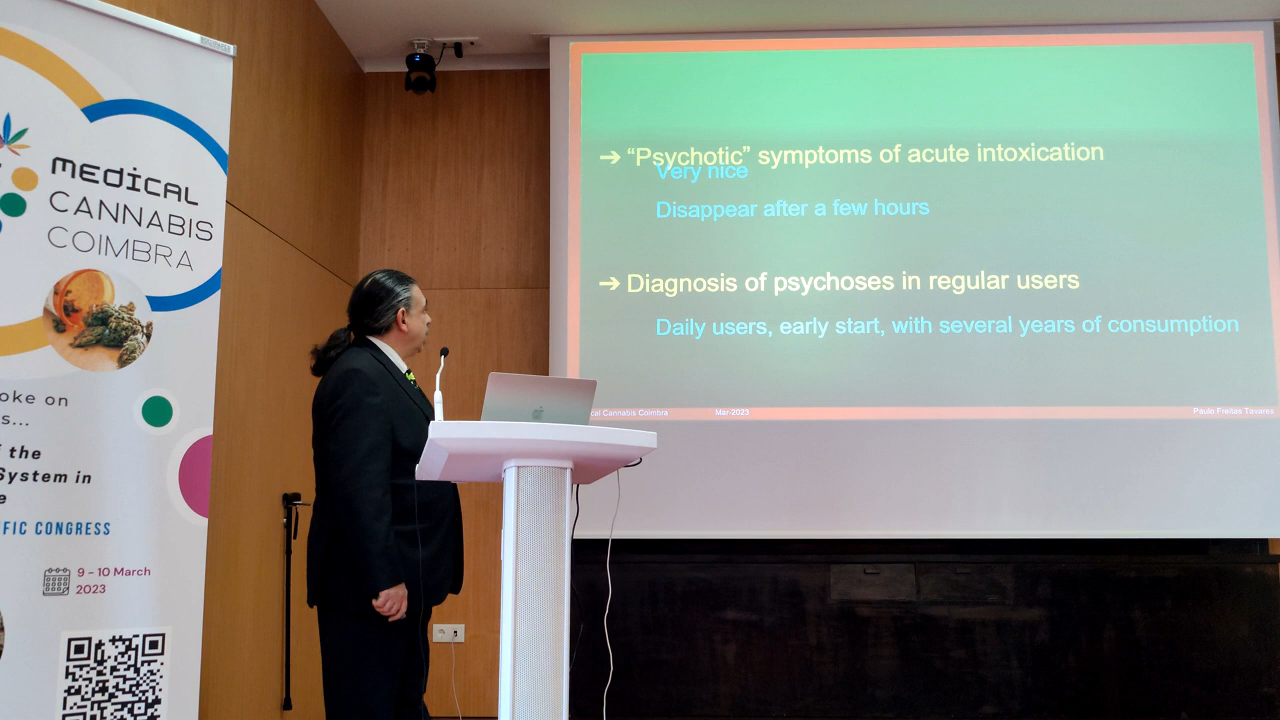 MEDICAL
CANNABIS
COIMBRA
oke on
s...
the
System in
e
FIC CONGRESS
9 - 10 March
2023
➔ “Psychotic” symptoms of acute intoxication
Very nice
Disappear after a few hours
➔ Diagnosis of psychoses in regular users
Daily users, early start, with several years of consumption
cal Cannabis Coimbra Mar-2023 Paulo Freitas Tavares